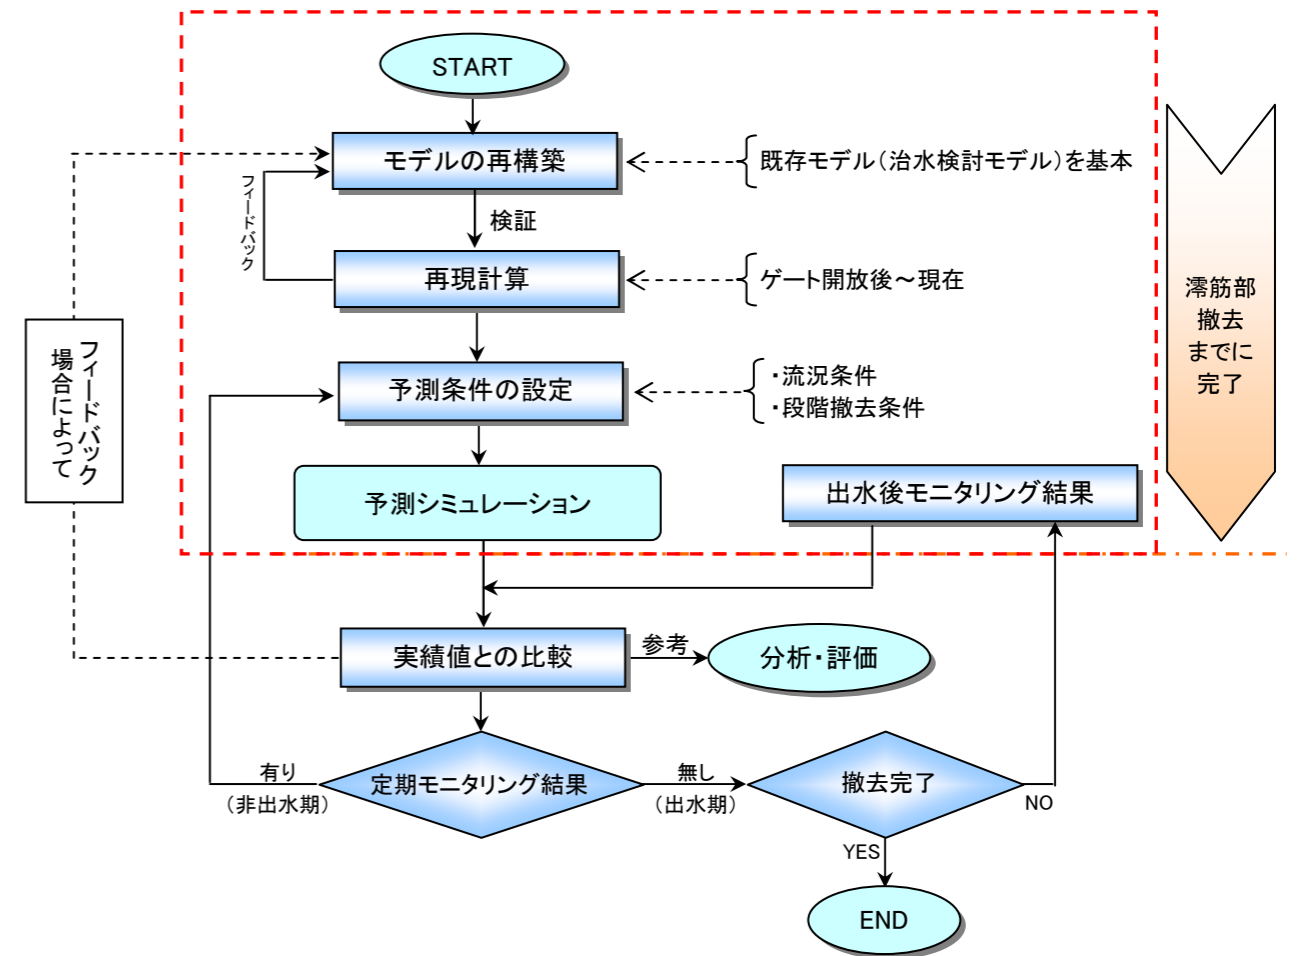 START
モデルの再構築
既存モデル（治水検討モデル）を基本
フィードバック
検証
再現計算
ゲート開放後～現在
澪筋部
撤去
までに
完了
場合によって
フィードバック
予測条件の設定
・流況条件
・段階撤去条件
予測シミュレーション
出水後モニタリング結果
実績値との比較
参考
分析・評価
有り
（非出水期）
定期モニタリング結果
無し
（出水期）
撤去完了
NO
YES
END